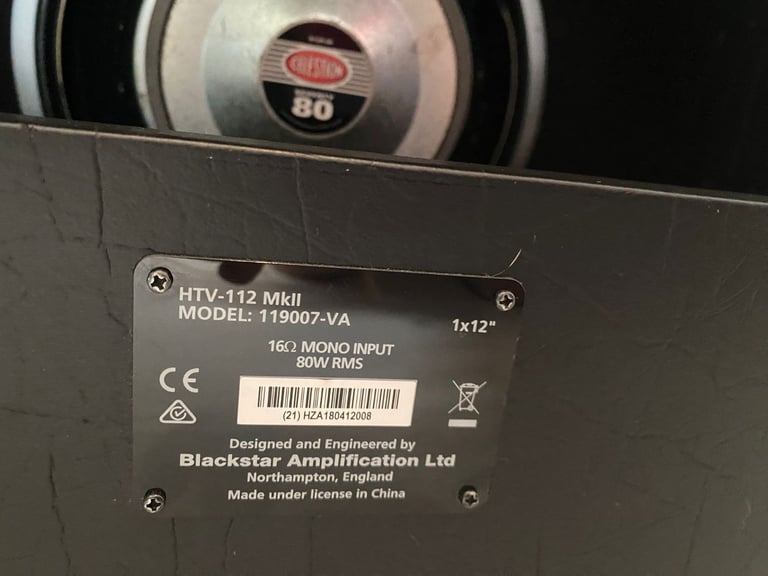 CELESTION
80
HTV-112 MkII
MODEL: 119007-VA
1x12"
16Ω MONO INPUT
80W RMS
CE
(21) HZA180412008
Designed and Engineered by
Blackstar Amplification Ltd
Northampton, England
Made under license in China